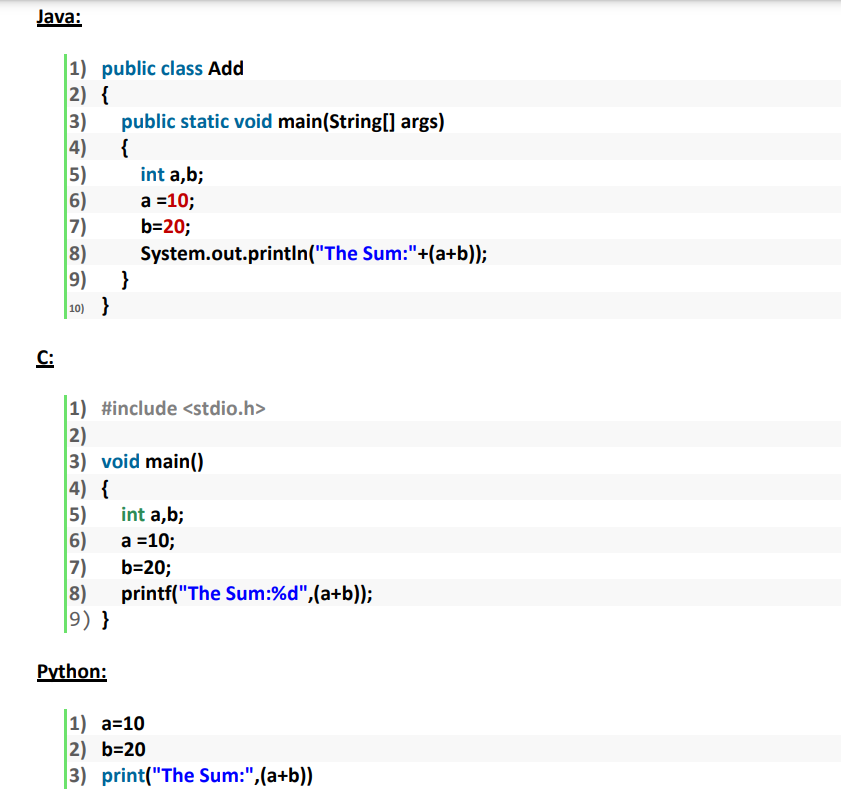 Java:
1) public class Add
2) {
3) public static void main(String[] args)
4) {
5) int a,b;
6) a =10;
7) b=20;
8) System.out.println("The Sum:"+(a+b));
9) }
10) }
C:
1) #include <stdio.h>
2)
3) void main()
4) {
5) int a,b;
6) a =10;
7) b=20;
8) printf("The Sum:%d",(a+b));
9) }
Python:
1) a=10
2) b=20
3) print("The Sum:",(a+b))